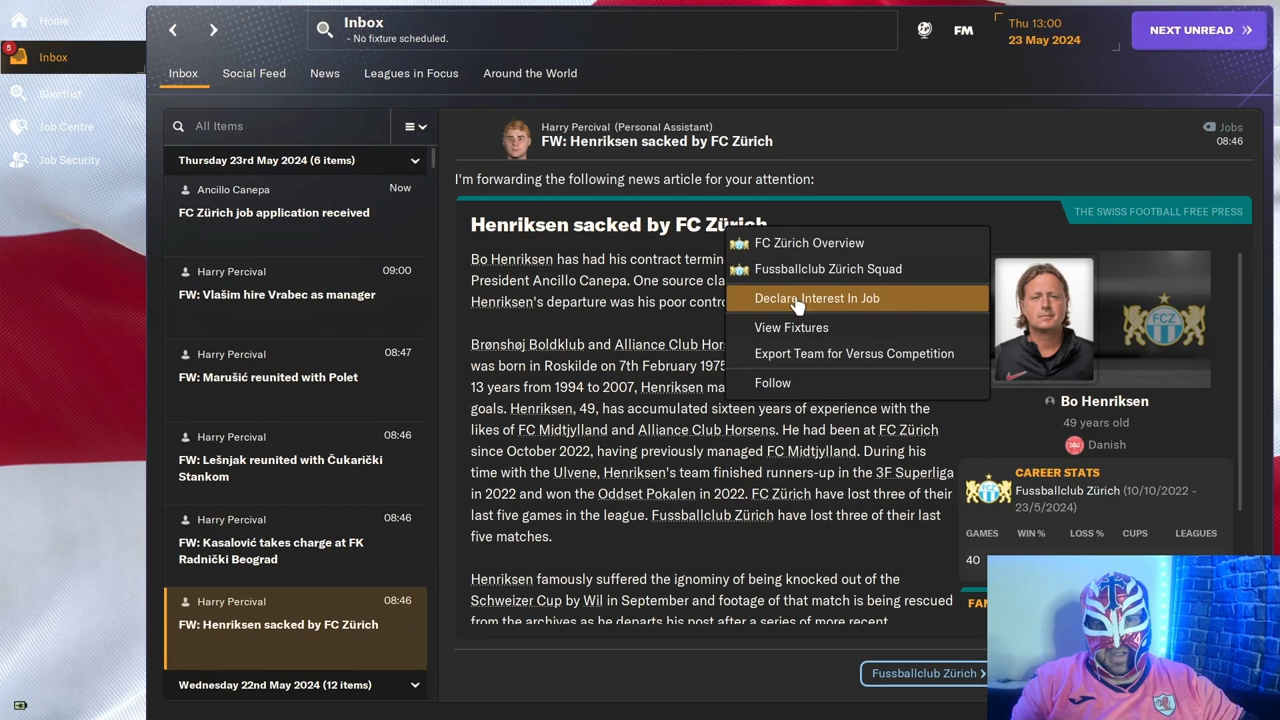 Home
5
Inbox
Shortlist
Job Centre
Job Security
Inbox
- No fixture scheduled.
FM
Thu 13:00
23 May 2024
NEXT UNREAD
Inbox
Social Feed
News
Leagues in Focus
Around the World
All Items
Thursday 23rd May 2024 (6 items)
Ancillo Canepa
Now
FC Zürich job application received
Harry Percival
09:00
FW: Vlašim hire Vrabec as manager
Harry Percival
08:47
FW: Marušić reunited with Polet
Harry Percival
08:46
FW: Lešnjak reunited with Čukarički
Stankom
Harry Percival
08:46
FW: Kasalović takes charge at FK
Radnički Beograd
Harry Percival
08:46
FW: Henriksen sacked by FC Zürich
Wednesday 22nd May 2024 (12 items)
Harry Percival (Personal Assistant)
FW: Henriksen sacked by FC Zürich
Jobs
08:46
I'm forwarding the following news article for your attention:
THE SWISS FOOTBALL FREE PRESS
Henriksen sacked by FC Zürich
Bo Henriksen has had his contract termin
President Ancillo Canepa. One source cla
Henriksen's departure was his poor contr
Brønshøj Boldklub and Alliance Club Hors
was born in Roskilde on 7th February 1975
13 years from 1994 to 2007, Henriksen ma
goals. Henriksen, 49, has accumulated sixteen years of experience with the
likes of FC Midtjylland and Alliance Club Horsens. He had been at FC Zürich
since October 2022, having previously managed FC Midtjylland. During his
time with the Ulvene, Henriksen's team finished runners-up in the 3F Superliga
in 2022 and won the Oddset Pokalen in 2022. FC Zürich have lost three of their
last five games in the league. Fussballclub Zürich have lost three of their last
five matches.
Henriksen famously suffered the ignominy of being knocked out of the
Schweizer Cup by Wil in September and footage of that match is being rescued
from the archives as he departs his post after a series of more recent
FC Zürich Overview
Fussballclub Zürich Squad
Declare Interest In Job
View Fixtures
Export Team for Versus Competition
Follow
FCZ
Bo Henriksen
49 years old
Danish
CAREER STATS
Fussballclub Zürich (10/10/2022 -
23/5/2024)
GAMES
WIN %
LOSS %
CUPS
LEAGUES
40
FAN
Fussballclub Zürich